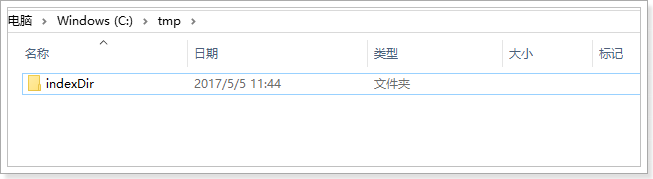 电脑 > Windows (C:) > tmp >
名称 日期 类型 大小 标记
indexDir 2017/5/5 11:44 文件夹